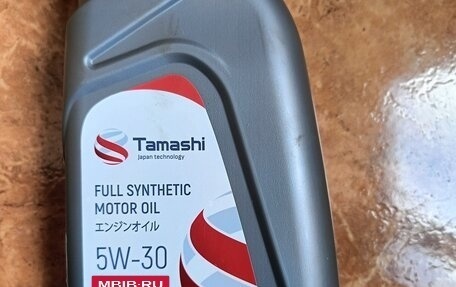 Tamashi
japan technology
FULL SYNTHETIC
MOTOR OIL
エンジンオイル
5W-30
MBIB.RU